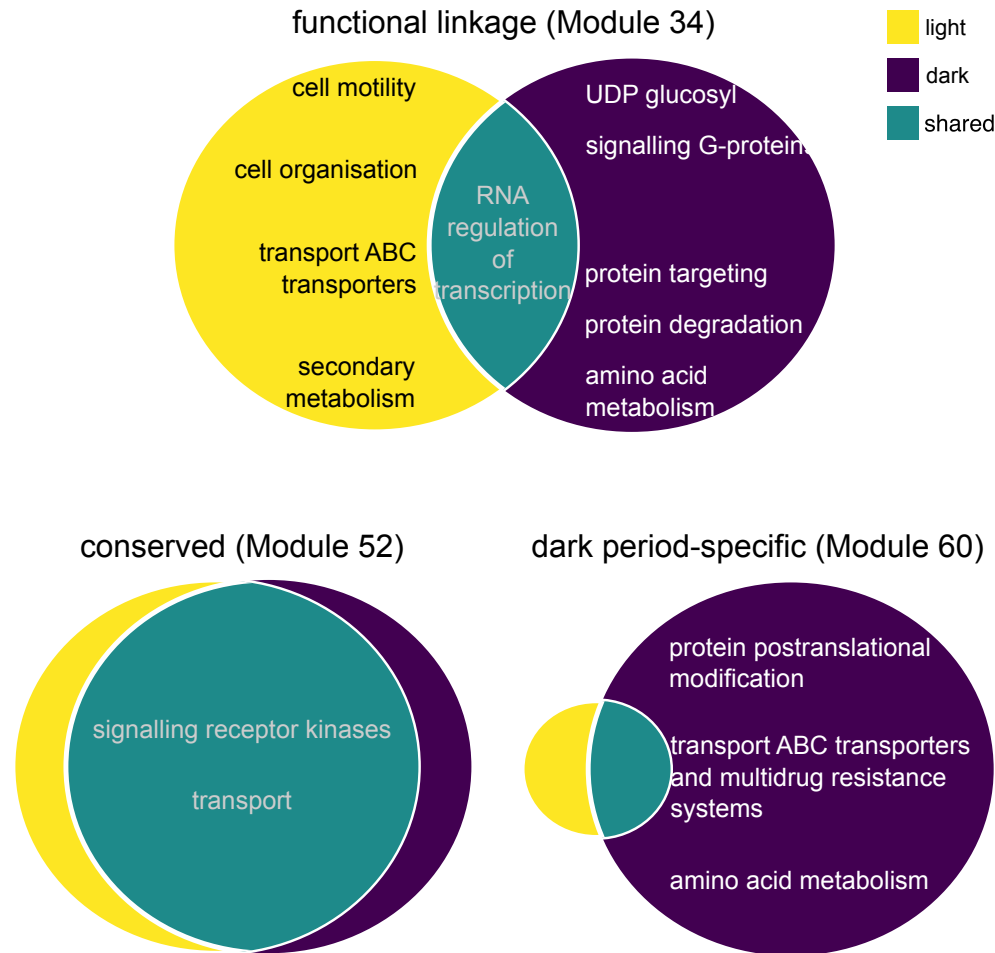 functional linkage (Module 34)
light
dark
shared
cell motility
cell organisation
transport ABC
transporters
secondary
metabolism
RNA
regulation
of
transcription
UDP glucosyl
signalling G-proteins
protein targeting
protein degradation
amino acid
metabolism
conserved (Module 52)
signalling receptor kinases
transport
dark period-specific (Module 60)
protein postranslational
modification
transport ABC transporters
and multidrug resistance
systems
amino acid metabolism